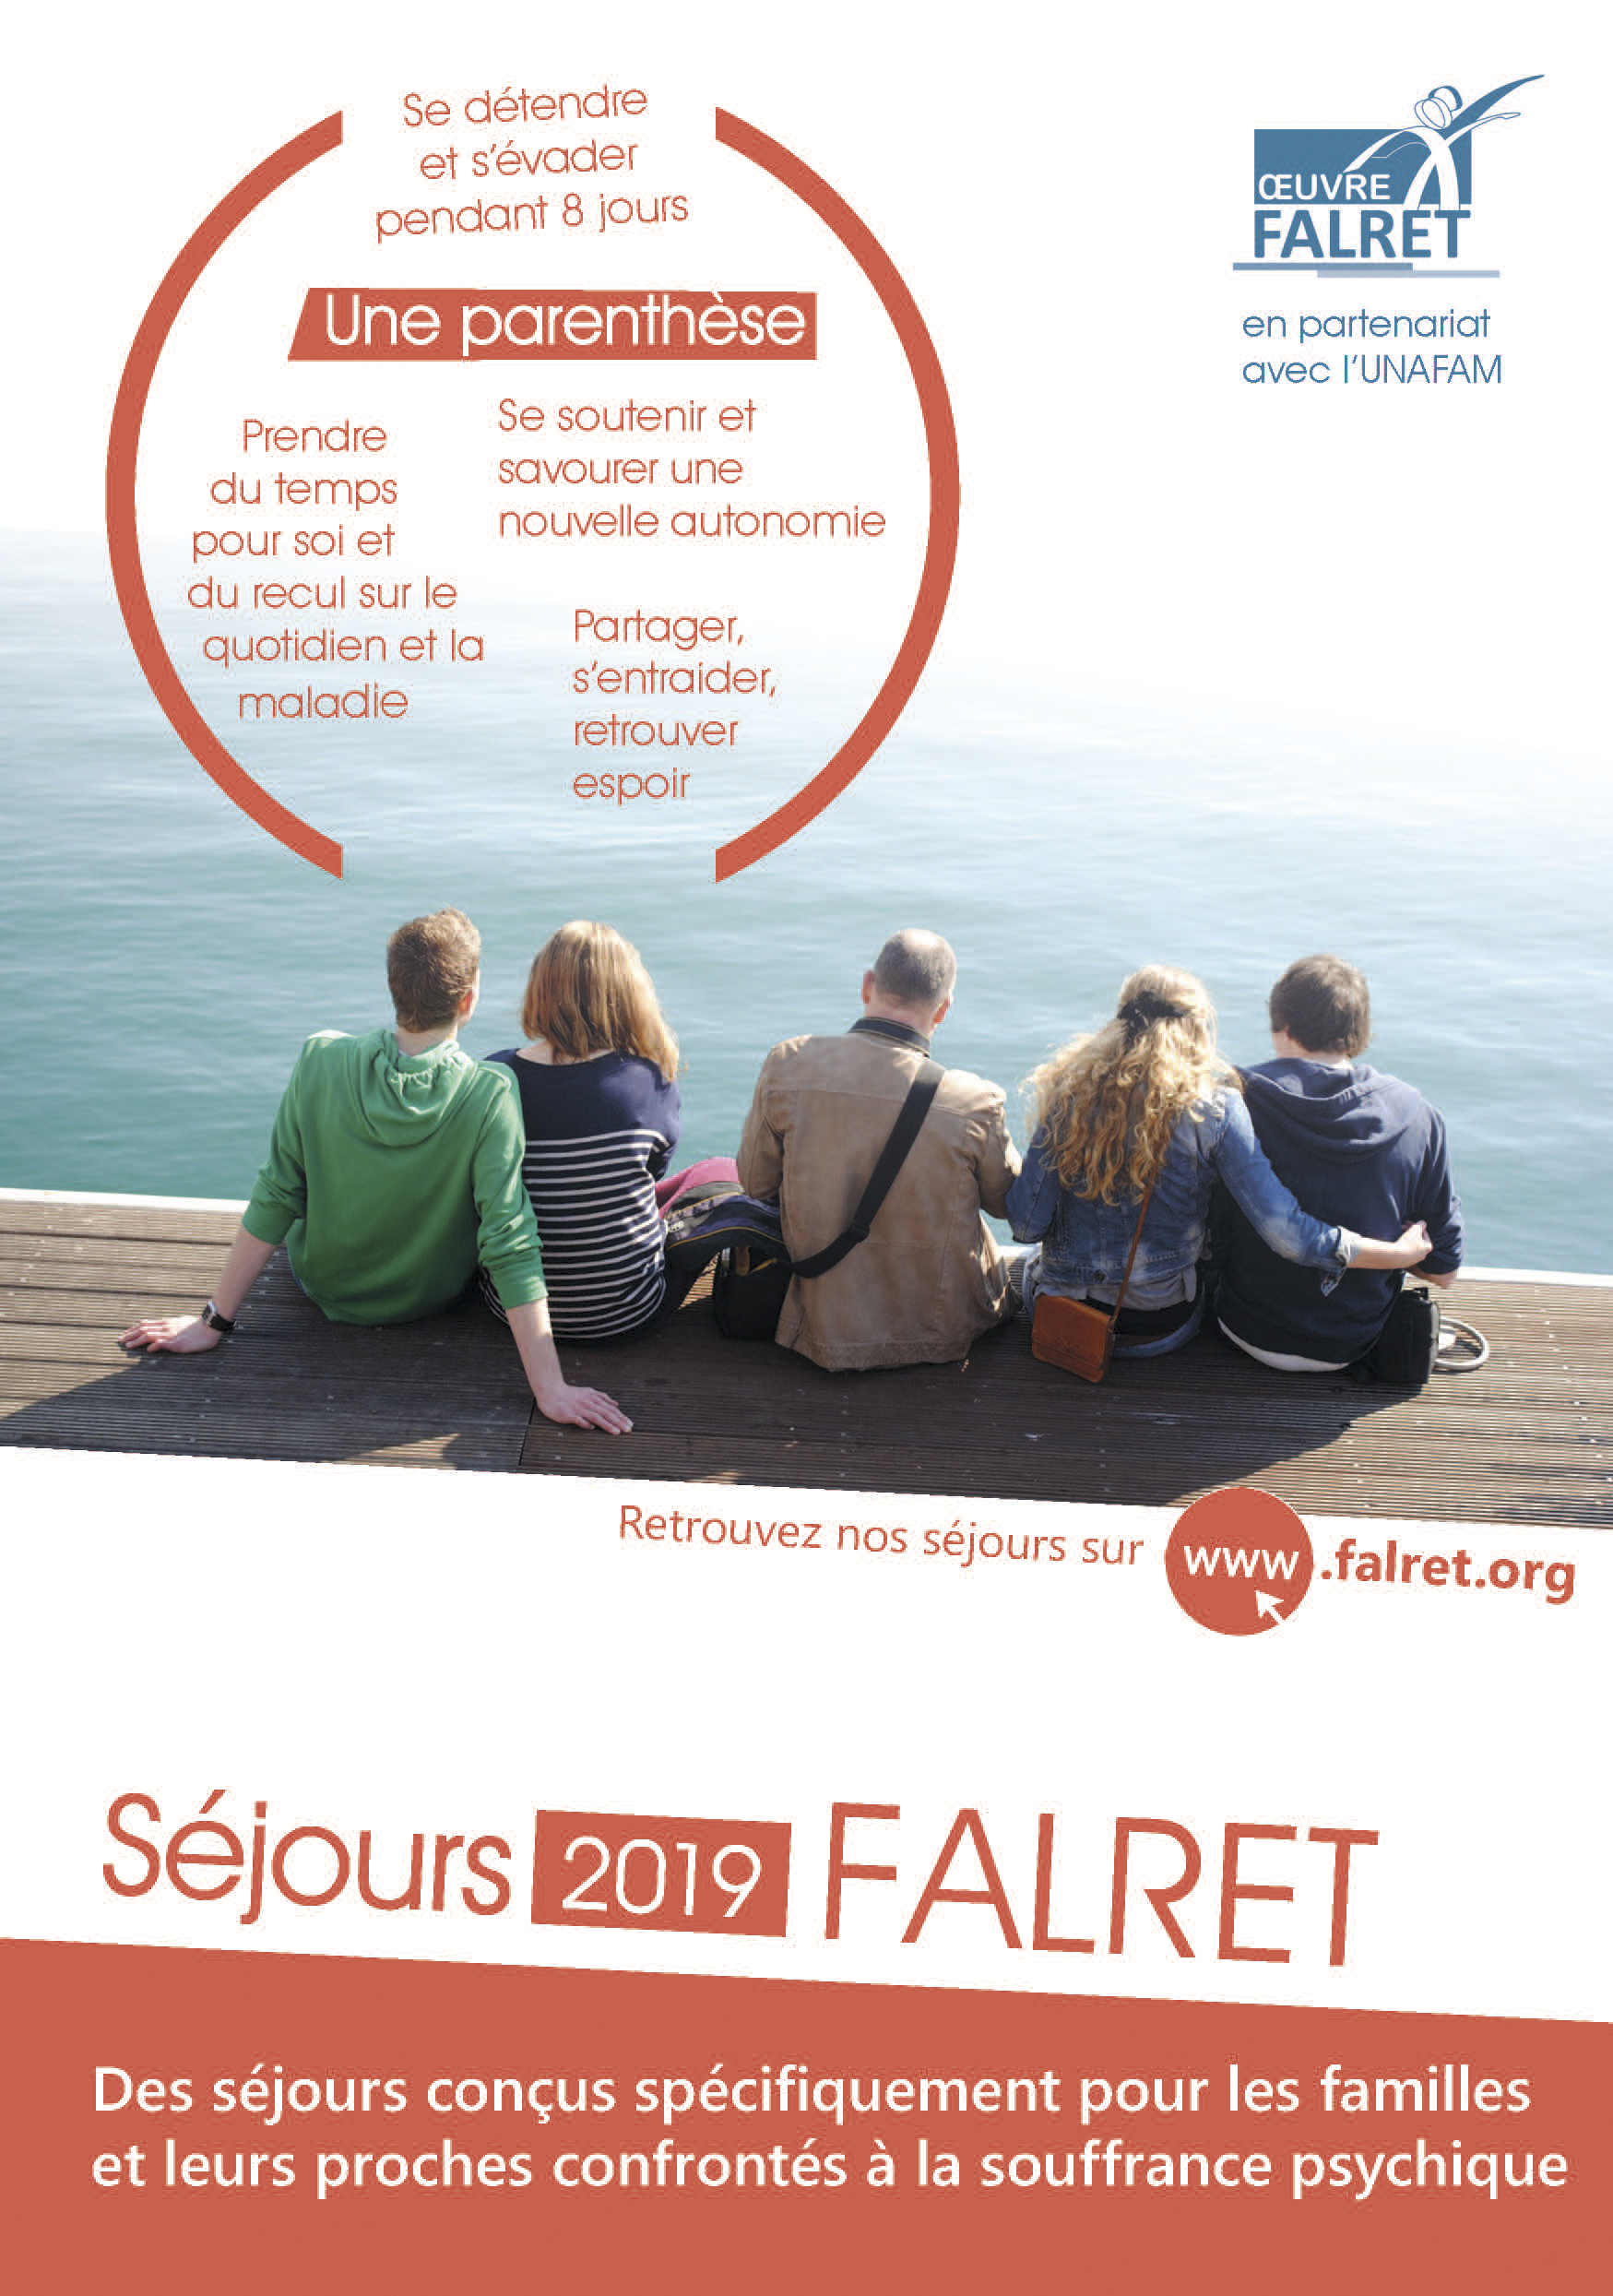 Se détendre
et s'évader
pendant 8 jours
Une parenthèse
Prendre
du temps
pour soi et
du recul sur le
quotidien et la
maladie
Se soutenir et
savourer une
nouvelle autonomie
Partager,
s'entraider,
retrouver
espoir
ŒUVRE
FALRET
en partenariat
avec l'UNAFAM
Retrouvez nos séjours sur www.falret.org
Séjours 2019 FALRET
Des séjours conçus spécifiquement pour les familles
et leurs proches confrontés à la souffrance psychique